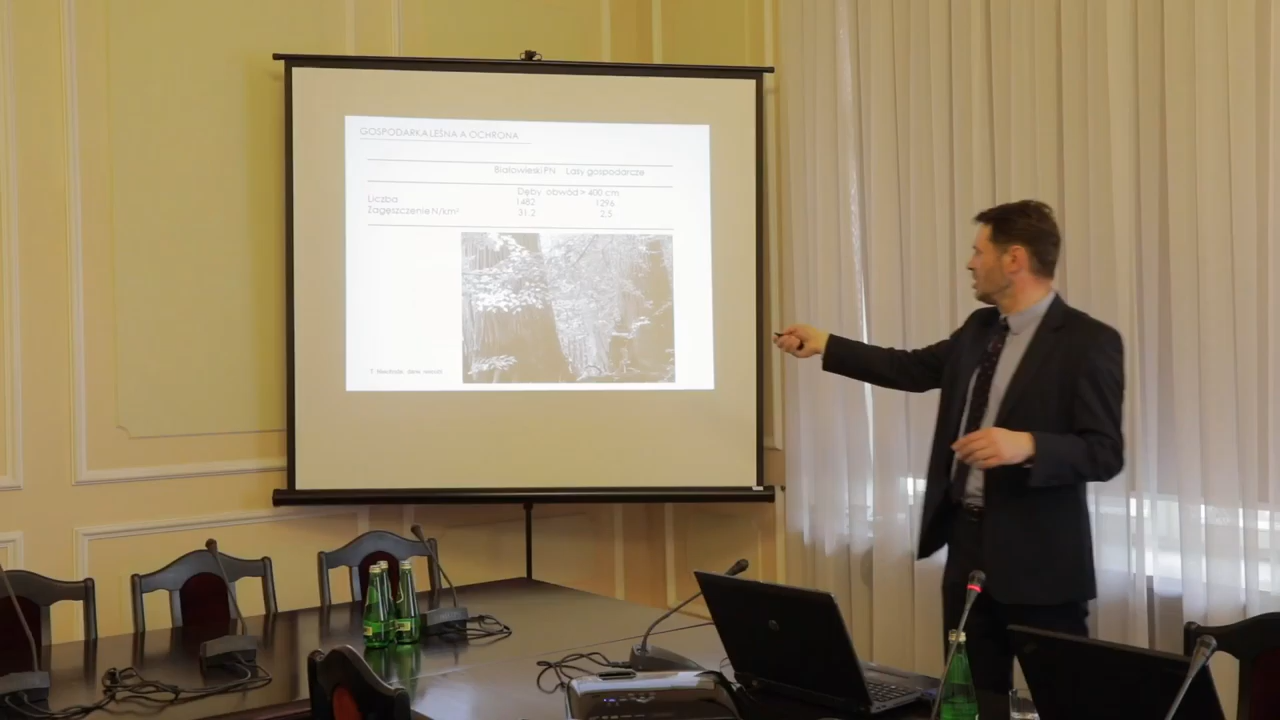 GOSPODARKA LEŚNA A OCHRONA
Białowieski PN Lasy gospodarcze
Dęby obwód > 400 cm
Liczba 1482 1296
Zagęszczenie N/km² 31,2 2,5